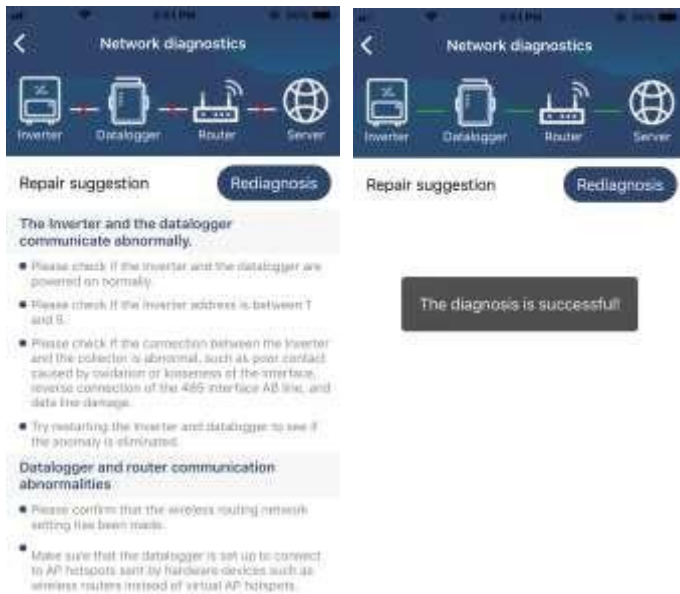 Network diagnostics
Inverter
Datalogger
Router
Server
Repair suggestion
Rediagnosis
The Inverter and the datalogger
communicate abnormally.
Please check if the inverter and the datalogger are
powered on normally.
Please check if the inverter address is between 1
and 5.
Please check if the connection between the Inverter
and the collector is abnormal, such as poor contact
caused by oxidation or looseness of the interface,
reverse connection of the 485 interface AB line, and
data line damage.
Try restarting the inverter and datalogger to see if
the anomaly is eliminated.
Datalogger and router communication
abnormalities
Please confirm that the wireless routing network
setting has been made.
Make sure that the datalogger is set up to connect
to AP hotspots sent by hardware devices such as
wireless routers instead of virtual AP hotspots.
Network diagnostics
Inverter
Datalogger
Router
Server
Repair suggestion
Rediagnosis
The diagnosis is successful!